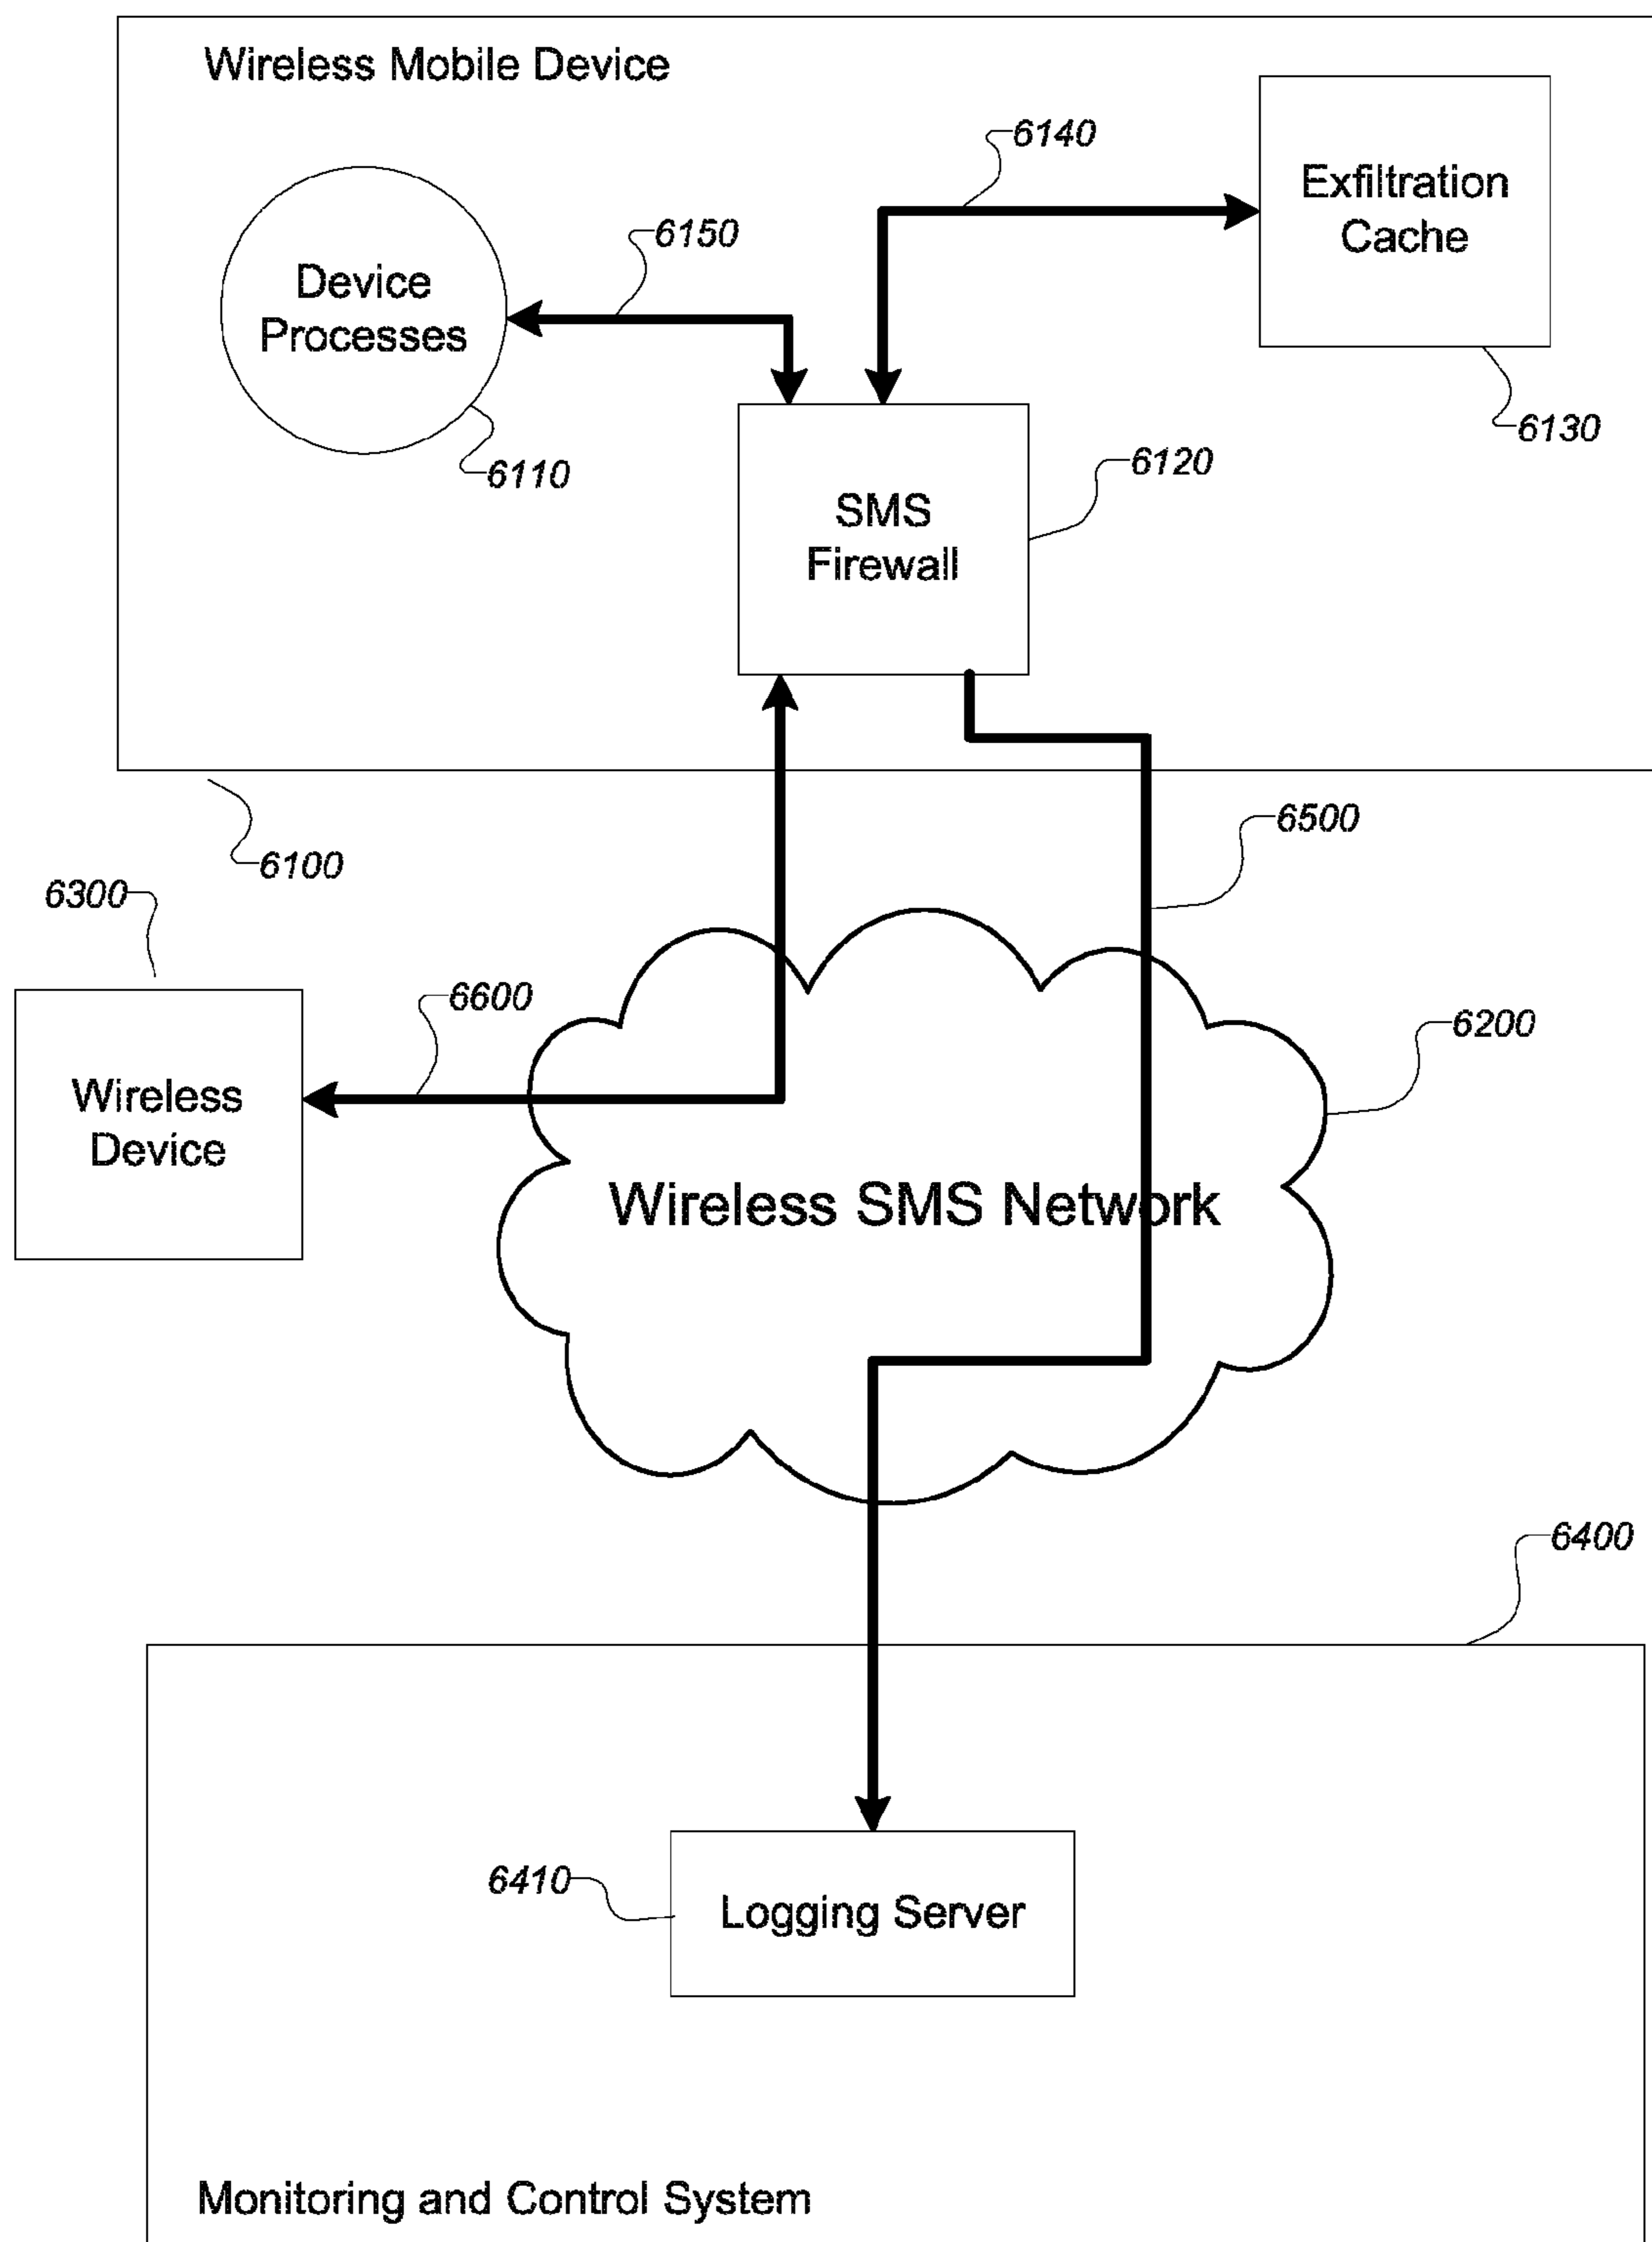 Wireless Mobile Device
6140
Exfiltration
Cache
6150
Device
Processes
6130
6120
6110
SMS
Firewall
6500
6100
6300
6600
6200
Wireless
Device
Wireless SMS Network
6400
6410
Logging Server
Monitoring and Control System